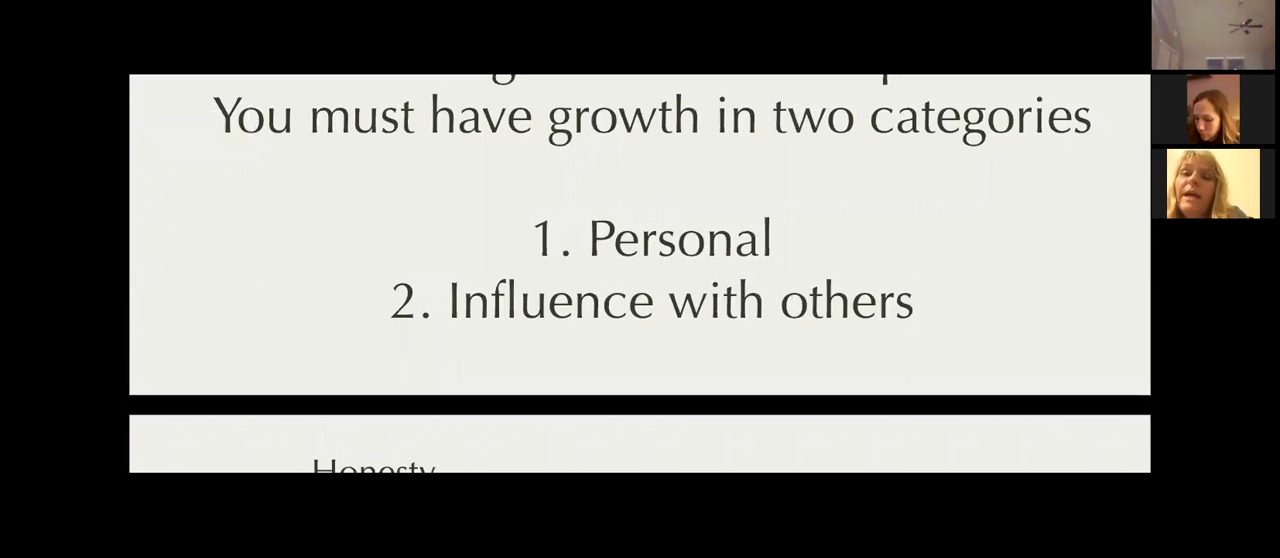 You must have growth in two categories
1. Personal
2. Influence with others
Honesty